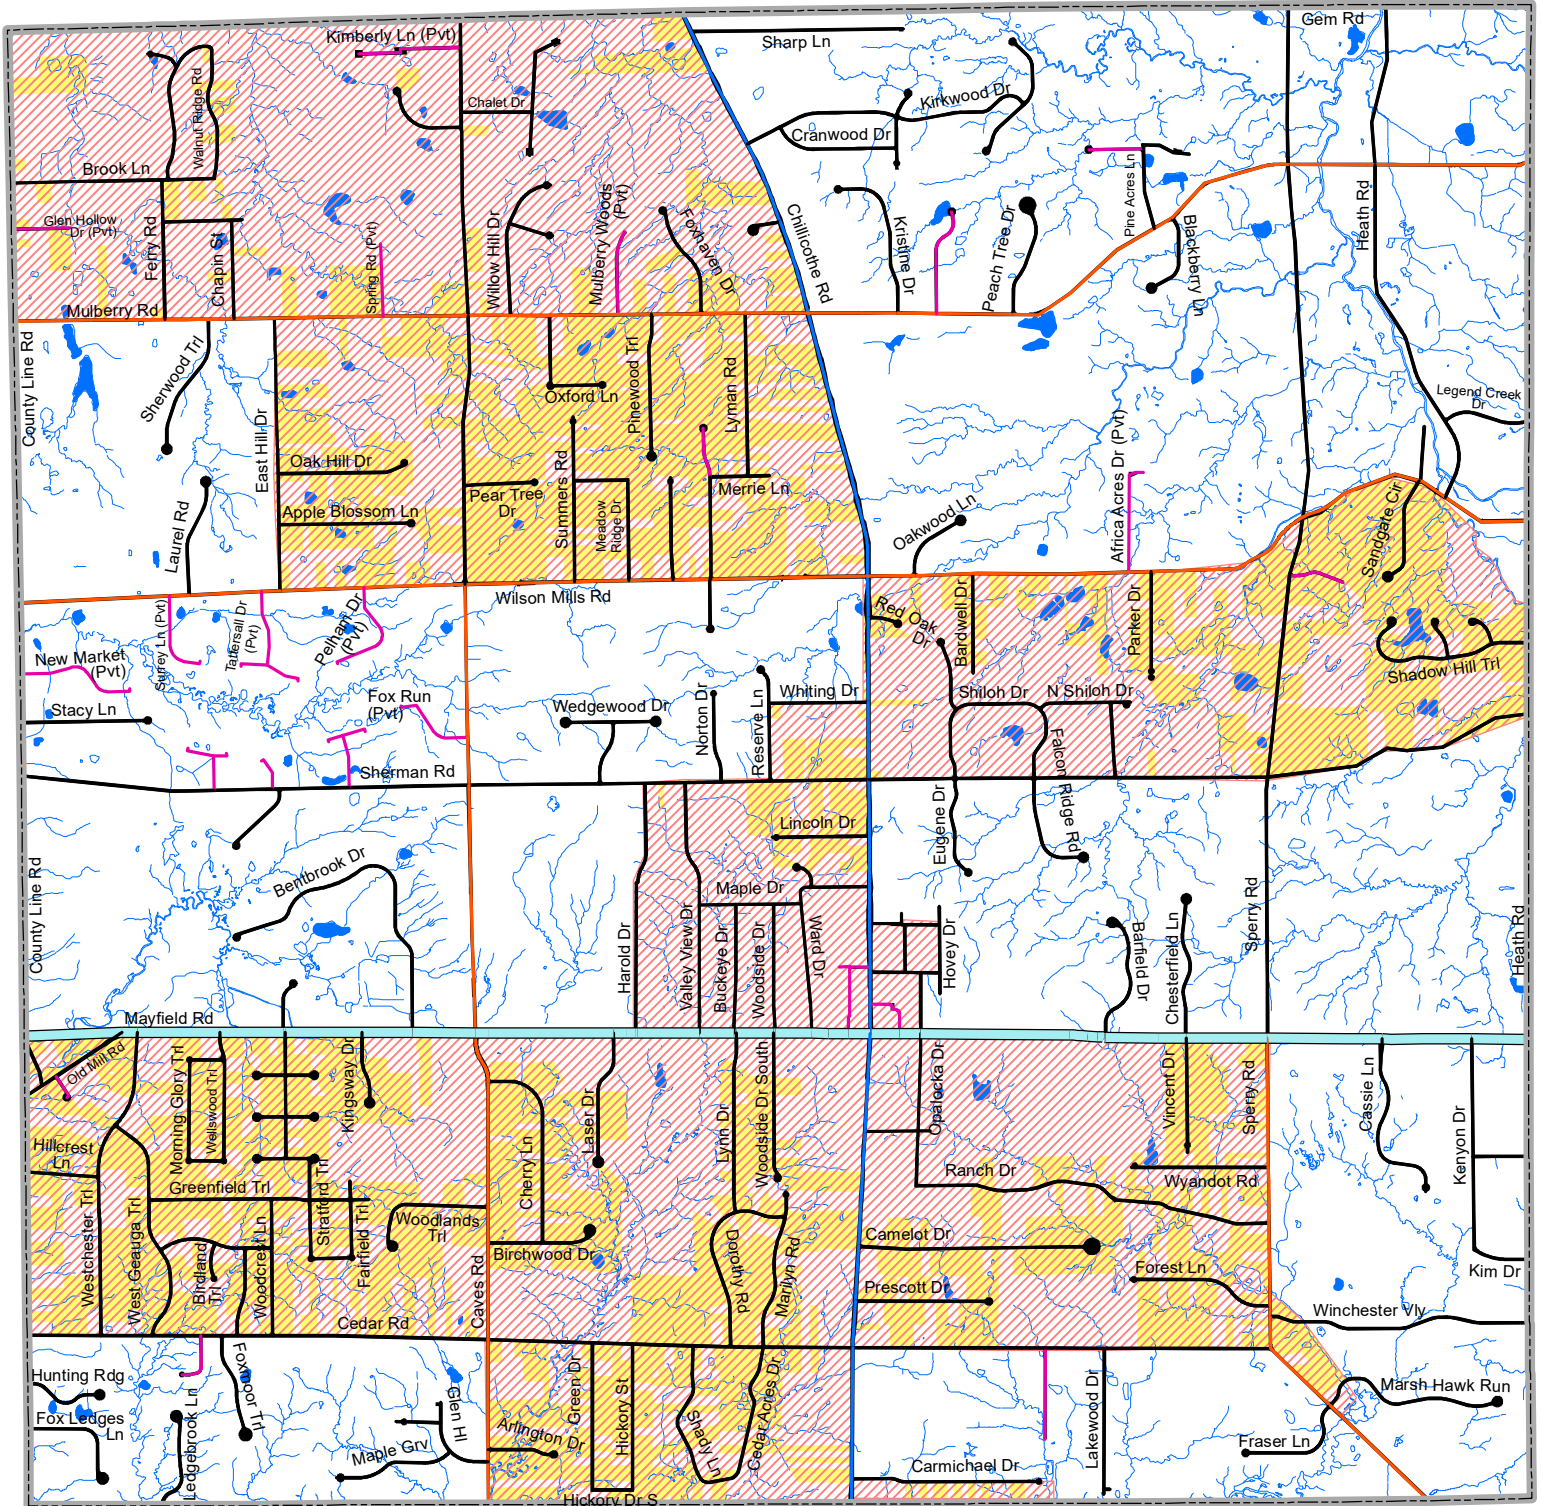 Gem Rd
Kimberly Ln (Pvt)
Sharp Ln
Walnut Ridge Rd
Chalet Dr
Kirkwood Dr
Cranwood Dr
Brook Ln
Pine Acres Ln
Heath Rd
Glen Hollow
Dr (Pvt)
Ferry Rd
Chapin St
Spring Rd (Pvt)
Willow Hill Dr
Mulberry Woods
(Pvt)
Foxhaven Dr
Chillicothe Rd
Kristine Dr
Peach Tree Dr
Blackberry Ln
Mulberry Rd
County Line Rd
Sherwood Trl
East Hill Dr
Oxford Ln
Pinewood Trl
Lyman Rd
Legend Creek
Dr
Oak Hill Dr
Apple Blossom Ln
Pear Tree
Dr
Summers Rd
Meadow
Ridge Dr
Merrie Ln
Oakwood Ln
Africa Acres Dr (Pvt)
Sandgate Cir
Laurel Rd
Wilson Mills Rd
Surrey Ln (Pvt)
Tattersall Dr
(Pvt)
Pelham Dr
(Pvt)
Red Oak
Dr
Bardwell Dr
Parker Dr
New Market
(Pvt)
Shadow Hill Trl
Stacy Ln
Fox Run
(Pvt)
Wedgewood Dr
Norton Dr
Reserve Ln
Whiting Dr
Shiloh Dr
N Shiloh Dr
Sherman Rd
Falcon Ridge Rd
Eugene Dr
Lincoln Dr
County Line Rd
Bentbrook Dr
Maple Dr
Harold Dr
Valley View Dr
Buckeye Dr
Woodside Dr
Ward Dr
Hovey Dr
Barfield Dr
Chesterfield Ln
Sperry Rd
Heath Rd
Mayfield Rd
Old Mill Rd
Morning Glory Trl
Wellswood Trl
Kingsway Dr
Laser Dr
Lynn Dr
Woodside Dr South
Opalocka Dr
Vincent Dr
Sperry Rd
Cassie Ln
Kenyon Dr
Hillcrest
Ln
Cherry Ln
Ranch Dr
Wyandot Rd
Greenfield Trl
Westchester Trl
West Geauga Trl
Stratford Trl
Fairfield Trl
Woodlands
Trl
Birdland
Trl
Woodcrest Ln
Birchwood Dr
Dorothy Rd
Marilyn Rd
Camelot Dr
Forest Ln
Kim Dr
Prescott Dr
Winchester Vly
Caves Rd
Cedar Rd
Hunting Rdg
Fox Ledges
Ln
Ledgebrook Ln
Foxmoor Trl
Glen Hl
Maple Grv
Arlington Dr
Green Dr
Hickory St
Shady Ln
Cedar Acres Dr
Lakewood Dr
Marsh Hawk Run
Fraser Ln
Carmichael Dr
Hickory Dr S